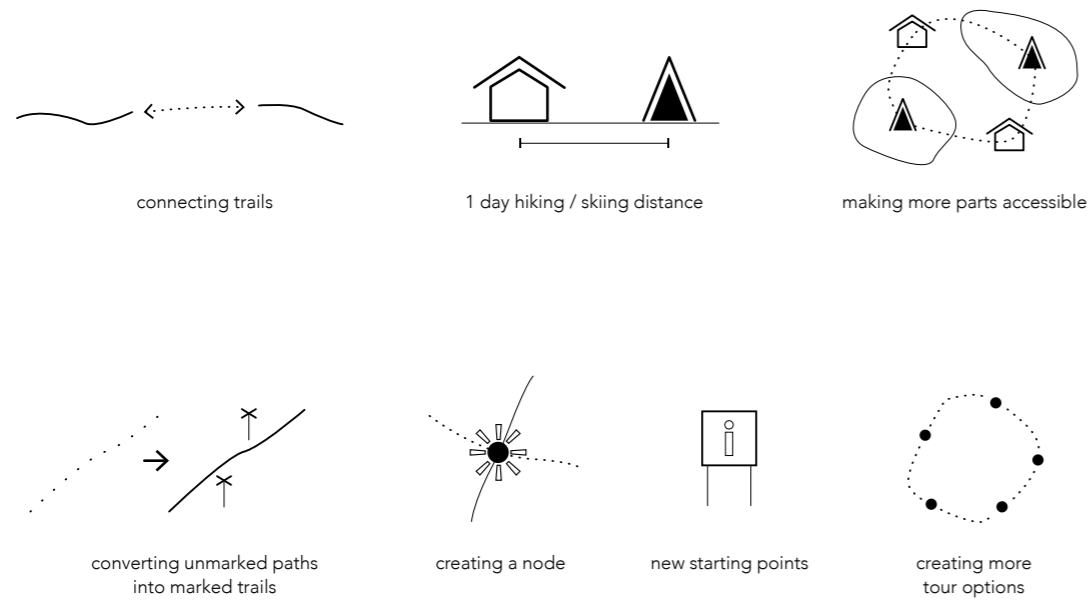 connecting trails
1 day hiking / skiing distance
making more parts accessible
i
converting unmarked paths
into marked trails
creating a node
new starting points
creating more
tour options